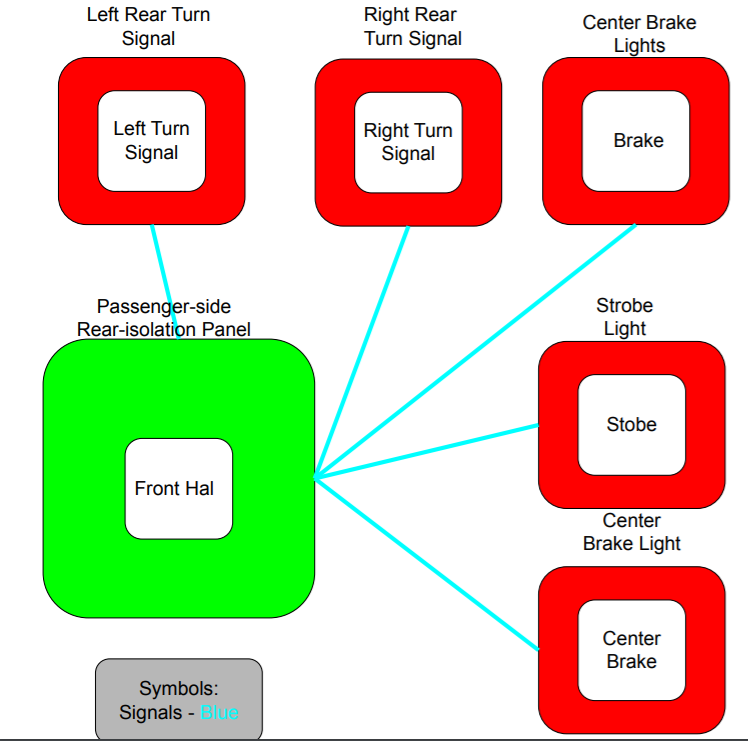 Left Rear Turn
Signal
Right Rear
Turn Signal
Center Brake
Lights
Left Turn
Signal
Right Turn
Signal
Brake
Passenger-side
Rear-isolation Panel
Strobe
Light
Front Hal
Stobe
Center
Brake Light
Center
Brake
Symbols:
Signals - Blue